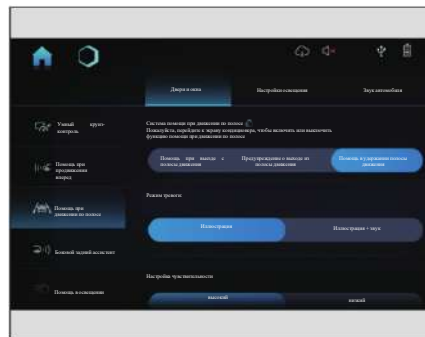 Двери и окна
Настройки освещения
Звук автомобиля
Умный круиз-
контроль
Помощь при
продвижении
вперед
Помощь при
движении по полосе
Боковой задний ассистент
Помощь в освещении
Система помощи при движении по полосе
Пожалуйста, перейдите к экрану кондиционера, чтобы включить или выключить
функцию помощи при движении по полосе
Помощь при выезде с
полосы движения
Предупреждение о выезде из
полосы движения
Помощь в удержании полосы
движения
Режим тревоги:
Иллюстрация
Иллюстрация + звук
Настройка чувствительности
высокий
низкий